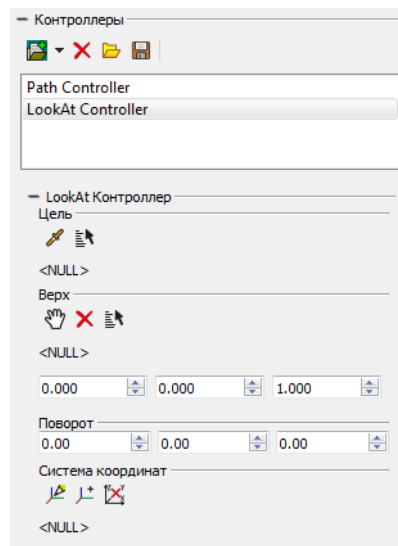 Контроллеры
Path Controller
LookAt Controller
LookAt Контроллер
Цель
<NULL>
Верх
<NULL>
0.000 0.000 1.000
Поворот
0.00 0.00 0.00
Система координат
<NULL>